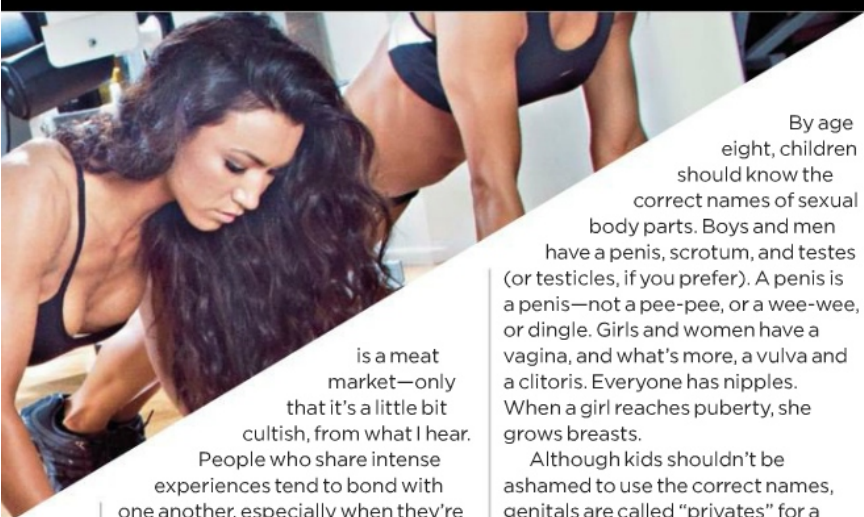 is a meat
market—only
that it's a little bit
cultish, from what I hear.
People who share intense
experiences tend to bond with
one another, especially when they're
By age
eight, children
should know the
correct names of sexual
body parts. Boys and men
have a penis, scrotum, and testes
(or testicles, if you prefer). A penis is
a penis—not a pee-pee, or a wee-wee,
or dingle. Girls and women have a
vagina, and what's more, a vulva and
a clitoris. Everyone has nipples.
When a girl reaches puberty, she
grows breasts.
Although kids shouldn't be
ashamed to use the correct names,
genitals are called “privates” for a